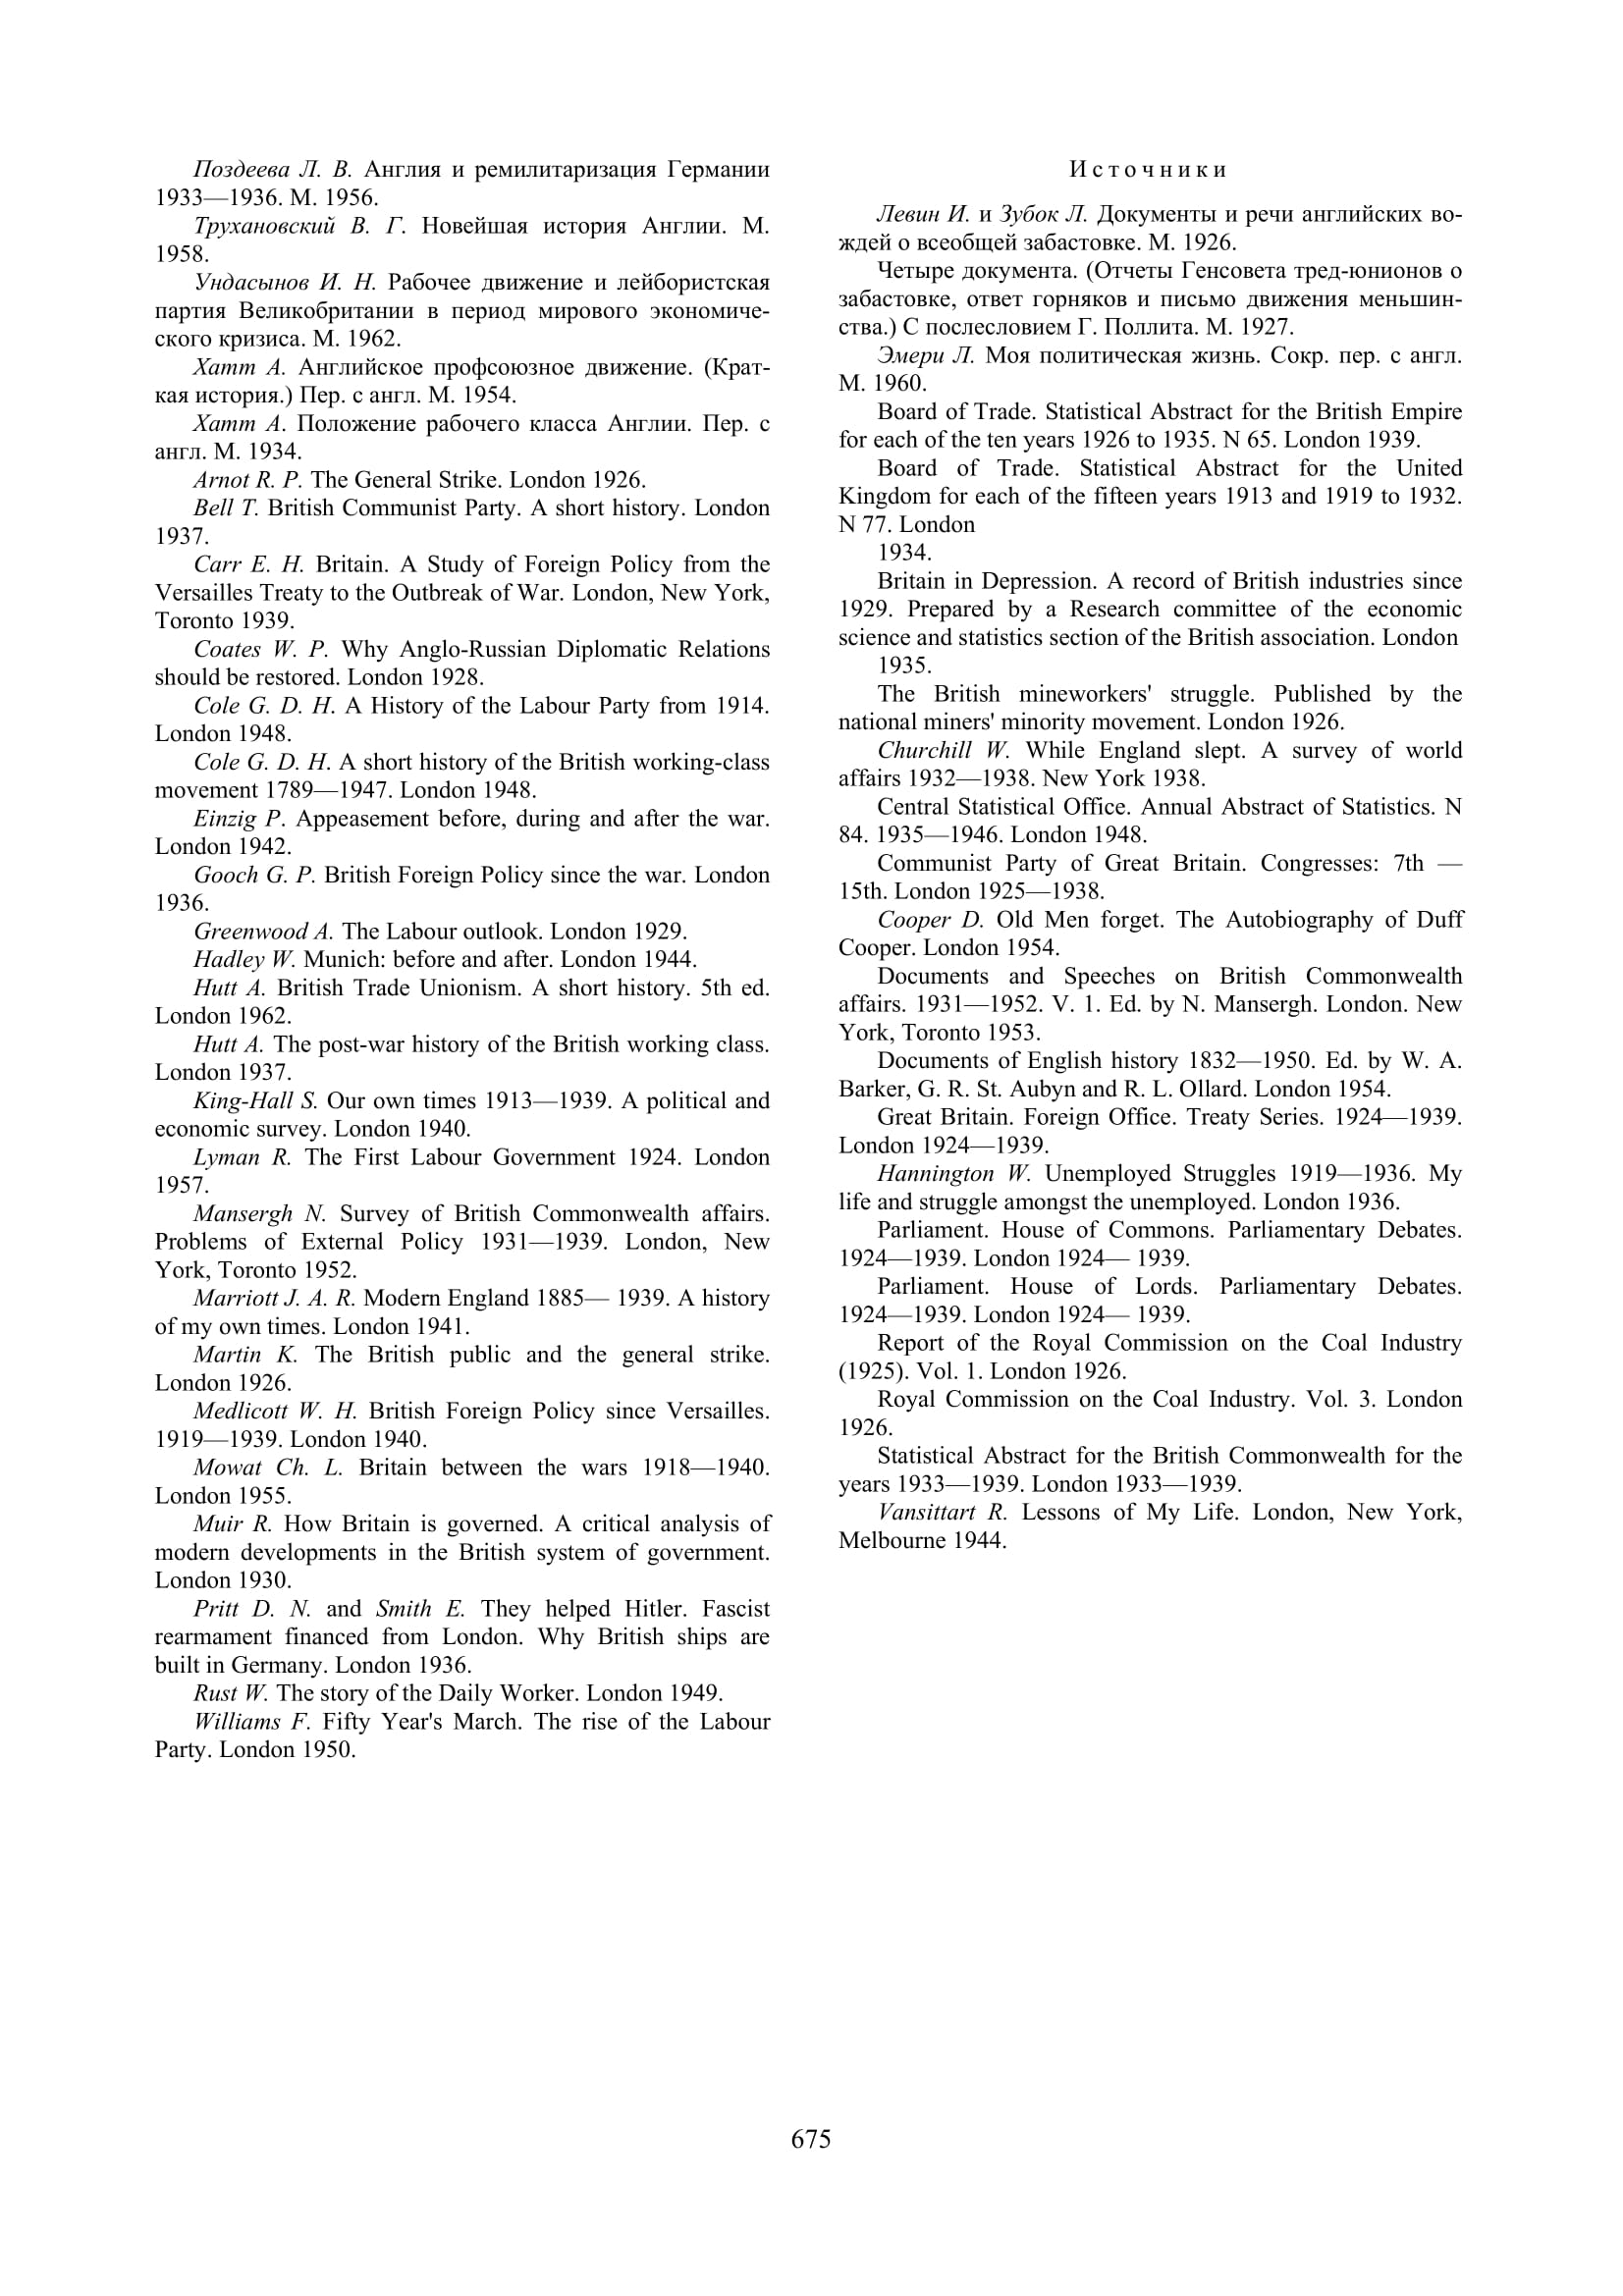 Поздеева Л. В. Англия и ремилитаризация Германии
1933—1936. М. 1956.
Трухановский В. Г. Новейшая история Англии. М.
1958.
Ундасынов И. Н. Рабочее движение и лейбористская
партия Великобритании в период мирового экономиче-
ского кризиса. М. 1962.
Хатт А. Английское профсоюзное движение. (Крат-
кая история.) Пер. с англ. М. 1954.
Хатт А. Положение рабочего класса Англии. Пер. с
англ. М. 1934.
Arnot R. P. The General Strike. London 1926.
Bell T. British Communist Party. A short history. London
1937.
Carr E. H. Britain. A Study of Foreign Policy from the
Versailles Treaty to the Outbreak of War. London, New York,
Toronto 1939.
Coates W. P. Why Anglo-Russian Diplomatic Relations
should be restored. London 1928.
Cole G. D. H. A History of the Labour Party from 1914.
London 1948.
Cole G. D. H. A short history of the British working-class
movement 1789—1947. London 1948.
Einzig P. Appeasement before, during and after the war.
London 1942.
Gooch G. P. British Foreign Policy since the war. London
1936.
Greenwood A. The Labour outlook. London 1929.
Hadley W. Munich: before and after. London 1944.
Hutt A. British Trade Unionism. A short history. 5th ed.
London 1962.
Hutt A. The post-war history of the British working class.
London 1937.
King-Hall S. Our own times 1913—1939. A political and
economic survey. London 1940.
Lyman R. The First Labour Government 1924. London
1957.
Mansergh N. Survey of British Commonwealth affairs.
Problems of External Policy 1931—1939. London, New
York, Toronto 1952.
Marriott J. A. R. Modern England 1885— 1939. A history
of my own times. London 1941.
Martin K. The British public and the general strike.
London 1926.
Medlicott W. H. British Foreign Policy since Versailles.
1919—1939. London 1940.
Mowat Ch. L. Britain between the wars 1918—1940.
London 1955.
Muir R. How Britain is governed. A critical analysis of
modern developments in the British system of government.
London 1930.
Pritt D. N. and Smith E. They helped Hitler. Fascist
rearmament financed from London. Why British ships are
built in Germany. London 1936.
Rust W. The story of the Daily Worker. London 1949.
Williams F. Fifty Year's March. The rise of the Labour
Party. London 1950.
Источники
Левин И. и Зубок Л. Документы и речи английских во-
ждей о всеобщей забастовке. М. 1926.
Четыре документа. (Отчеты Генсовета тред-юнионов о
забастовке, ответ горняков и письмо движения меньшин-
ства.) С послесловием Г. Поллита. М. 1927.
Эмери Л. Моя политическая жизнь. Сокр. пер. с англ.
М. 1960.
Board of Trade. Statistical Abstract for the British Empire
for each of the ten years 1926 to 1935. N 65. London 1939.
Board of Trade. Statistical Abstract for the United
Kingdom for each of the fifteen years 1913 and 1919 to 1932.
N 77. London
1934.
Britain in Depression. A record of British industries since
1929. Prepared by a Research committee of the economic
science and statistics section of the British association. London
1935.
The British mineworkers' struggle. Published by the
national miners' minority movement. London 1926.
Churchill W. While England slept. A survey of world
affairs 1932—1938. New York 1938.
Central Statistical Office. Annual Abstract of Statistics. N
84. 1935—1946. London 1948.
Communist Party of Great Britain. Congresses: 7th —
15th. London 1925—1938.
Cooper D. Old Men forget. The Autobiography of Duff
Cooper. London 1954.
Documents and Speeches on British Commonwealth
affairs. 1931—1952. V. 1. Ed. by N. Mansergh. London. New
York, Toronto 1953.
Documents of English history 1832—1950. Ed. by W. A.
Barker, G. R. St. Aubyn and R. L. Ollard. London 1954.
Great Britain. Foreign Office. Treaty Series. 1924—1939.
London 1924—1939.
Hannington W. Unemployed Struggles 1919—1936. My
life and struggle amongst the unemployed. London 1936.
Parliament. House of Commons. Parliamentary Debates.
1924—1939. London 1924— 1939.
Parliament. House of Lords. Parliamentary Debates.
1924—1939. London 1924— 1939.
Report of the Royal Commission on the Coal Industry
(1925). Vol. 1. London 1926.
Royal Commission on the Coal Industry. Vol. 3. London
1926.
Statistical Abstract for the British Commonwealth for the
years 1933—1939. London 1933—1939.
Vansittart R. Lessons of My Life. London, New York,
Melbourne 1944.
675